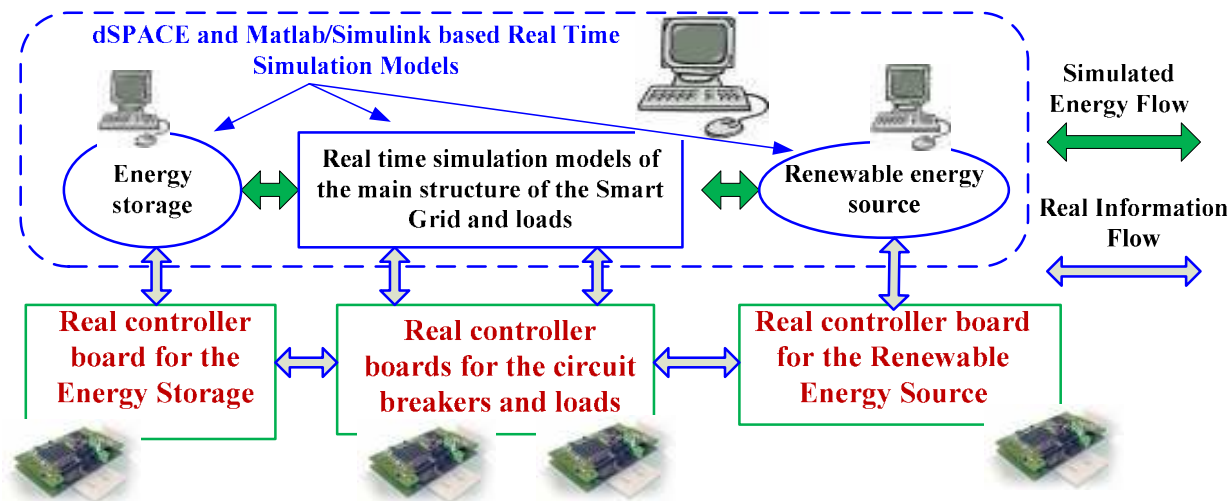 dSPACE and Matlab/Simulink based Real Time
Simulation Models
Energy
storage
Real time simulation models of
the main structure of the Smart
Grid and loads
Renewable energy
source
Simulated
Energy Flow
Real Information
Flow
Real controller
board for the
Energy Storage
Real controller
boards for the circuit
breakers and loads
Real controller board
for the Renewable
Energy Source